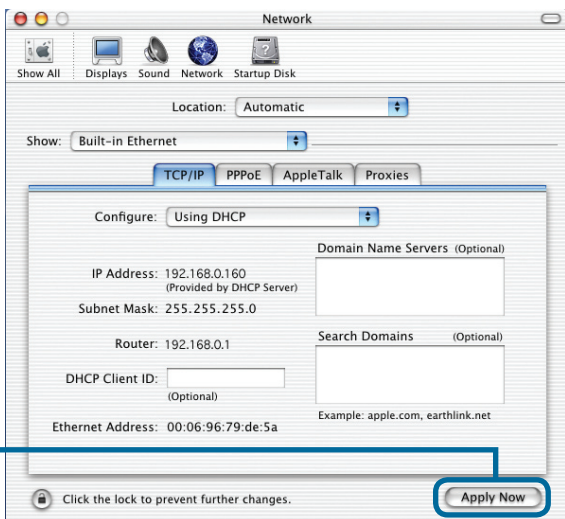 Network
Show All Displays Sound Network Startup Disk
Location: Automatic
Show: Built-in Ethernet
TCP/IP PPPoE AppleTalk Proxies
Configure: Using DHCP
Domain Name Servers (Optional)
IP Address: 192.168.0.160
(Provided by DHCP Server)
Subnet Mask: 255.255.255.0
Router: 192.168.0.1
Search Domains (Optional)
DHCP Client ID:
(Optional)
Example: apple.com, earthlink.net
Ethernet Address: 00:06:96:79:de:5a
Click the lock to prevent further changes.
Apply Now